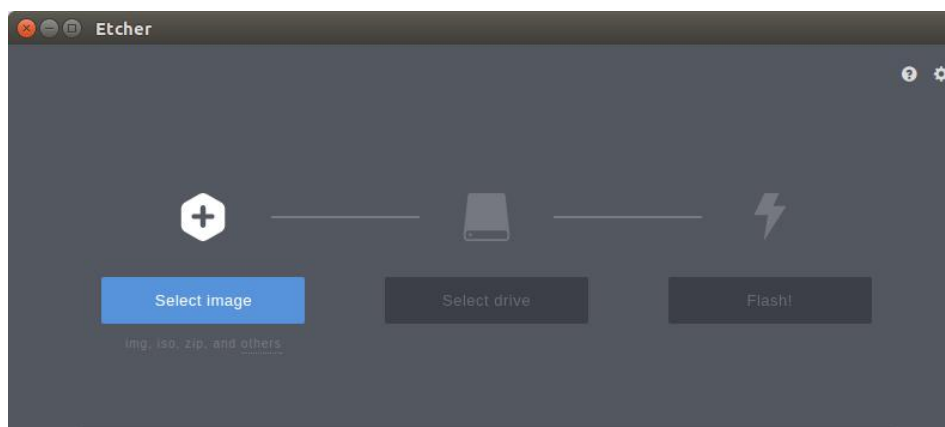 Etcher
Select image
Select drive
Flash!
img, iso, zip, and others